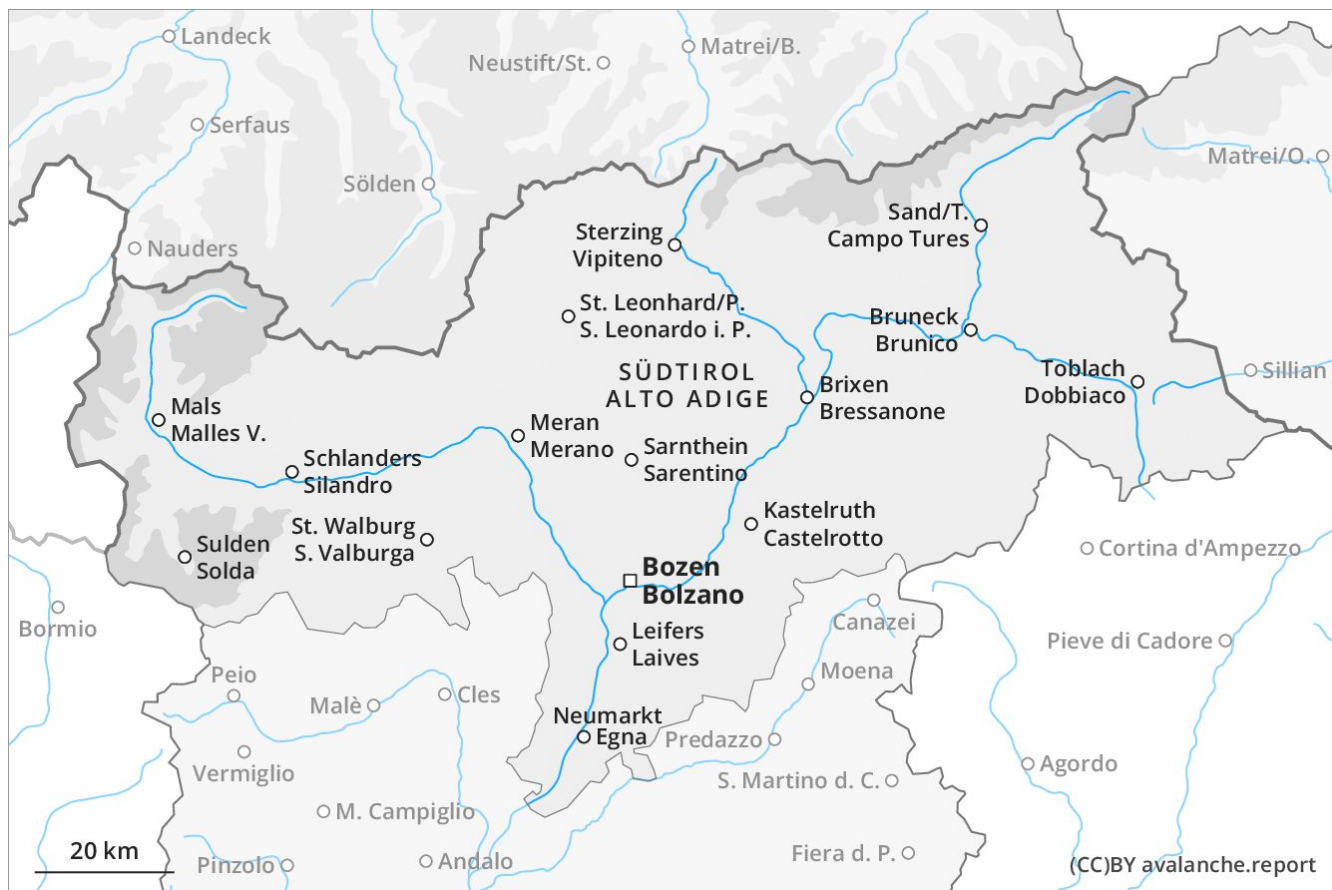 Landeck
Matrei/B.
Neustift/St.
Serfaus
Matrei/O.
Sölden
Sand/T.
Campo Tures
Sterzing
Vipiteno
Nauders
St. Leonhard/P.
S. Leonardo i. P.
Bruneck
Brunico
SÜDTIROL
ALTO ADIGE
Toblach
Dobbiaco
Sillian
Brixen
Bressanone
Mals
Malles V.
Meran
Merano
Sarnthein
Sarentino
Schlanders
Silandro
Kastelruth
Castelrotto
St. Walburg
S. Valburga
Sulden
Solda
Cortina d'Ampezzo
Bozen
Bolzano
Bormio
Canazei
Leifers
Laives
Pieve di Cadore
Peio
Moena
Malè
Cles
Neumarkt
Egna
Predazzo
Vermiglio
Agordo
S. Martino d. C.
M. Campiglio
20 km
Pinzolo
Andalo
Fiera d. P.
(CC)BY avalanche.report